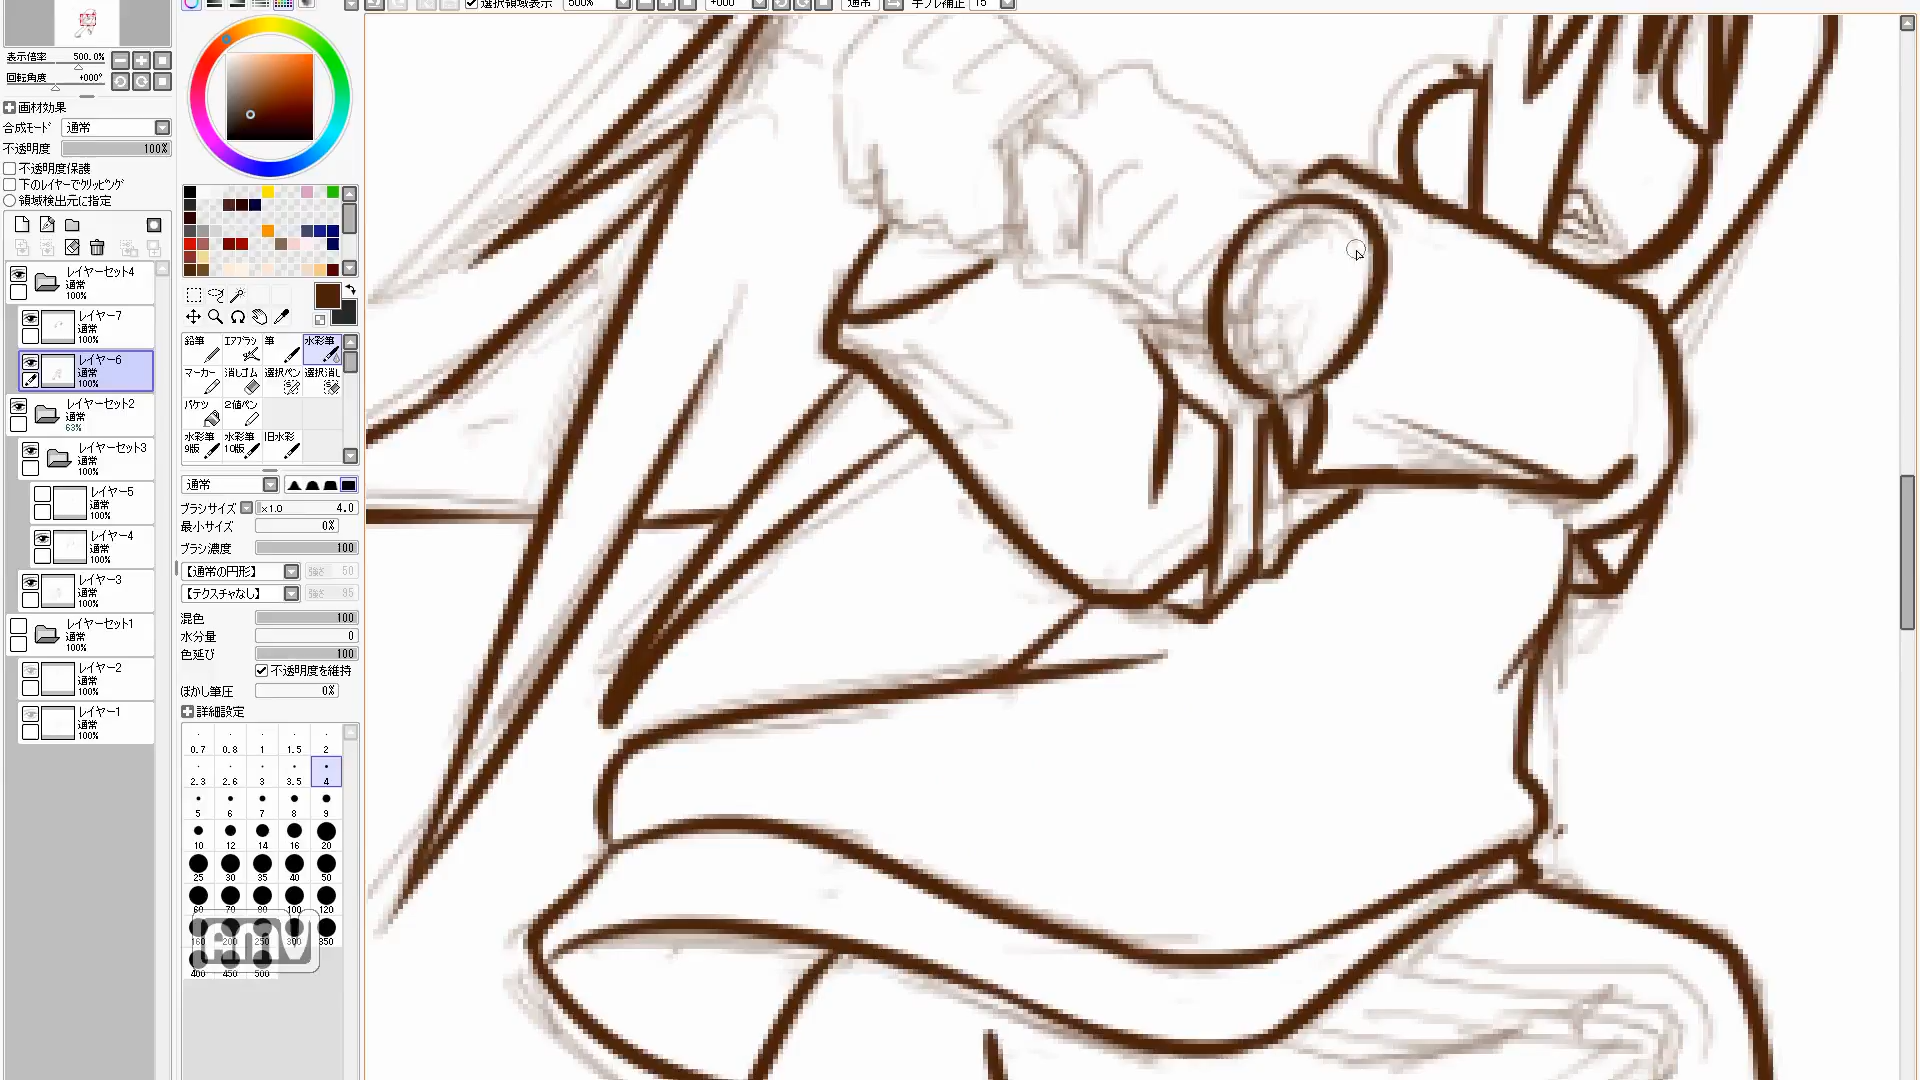 選択領域表示 500% +000° 通常 手ブレ補正 15
表示倍率 500.0%
回転角度 +000°
画材効果
合成モード 通常
不透明度 100%
不透明度保護
下のレイヤーでクリッピング
領域検出元に指定
レイヤーセット4
通常
100%
レイヤー7
通常
100%
レイヤー6
通常
100%
レイヤーセット2
通常
63%
レイヤーセット3
通常
100%
レイヤー5
通常
100%
レイヤー4
通常
100%
レイヤー3
通常
100%
レイヤーセット1
通常
100%
レイヤー2
通常
100%
レイヤー1
通常
100%
鉛筆 エアブラシ 筆 水彩筆
マーカー 消しゴム 選択ペン 選択消し
バケツ 2値ペン
水彩筆 水彩筆 旧水彩
9版 10版
通常
ブラシサイズ ×1.0 4.0
最小サイズ 0%
ブラシ濃度 100
【通常の円形】 強さ 50
【テクスチャなし】 強さ 95
混色 100
水分量 0
色延び 100
不透明度を維持
ぼかし筆圧 0%
詳細設定
0.7 0.8 1 1.5 2
2.3 2.6 3 3.5 4
5 6 7 8 9
10 12 14 16 20
25 30 35 40 50
60 70 80 100 120
160 200 250 300 350
400 450 500
AMV